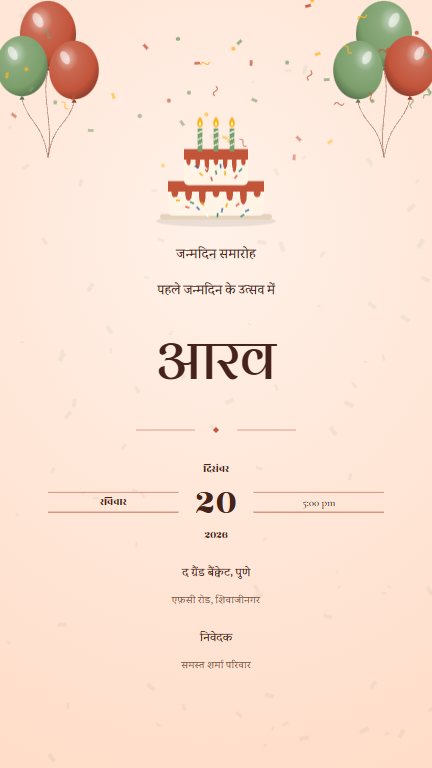 जन्मदिन समारोह
पहले जन्मदिन के उत्सव में
आरव
दिसंबर
रविवार 20 5:00 pm
2026
द ग्रैंड बैंक्वेट, पुणे
एफ़सी रोड, शिवाजीनगर
निवेदक
समस्त शर्मा परिवार